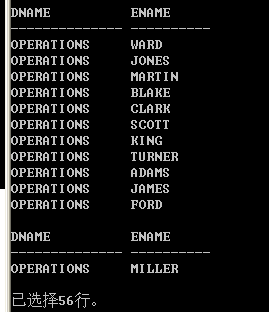 DNAME ENAME
-------------- ----------
OPERATIONS WARD
OPERATIONS JONES
OPERATIONS MARTIN
OPERATIONS BLAKE
OPERATIONS CLARK
OPERATIONS SCOTT
OPERATIONS KING
OPERATIONS TURNER
OPERATIONS ADAMS
OPERATIONS JAMES
OPERATIONS FORD
DNAME ENAME
-------------- ----------
OPERATIONS MILLER
已选择56行。